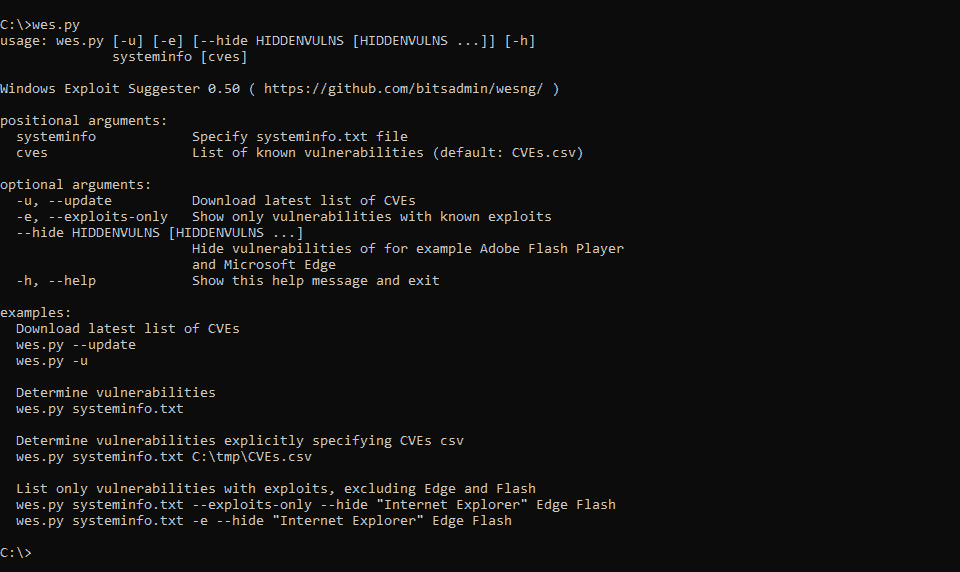 C:\>wes.py
usage: wes.py [-u] [-e] [--hide HIDDENVULNS [HIDDENVULNS ...]] [-h]
              systeminfo [cves]
Windows Exploit Suggester 0.50 ( https://github.com/bitsadmin/wesng/ )
positional arguments:
  systeminfo            Specify systeminfo.txt file
  cves                  List of known vulnerabilities (default: CVEs.csv)
optional arguments:
  -u, --update          Download latest list of CVEs
  -e, --exploits-only   Show only vulnerabilities with known exploits
  --hide HIDDENVULNS [HIDDENVULNS ...]
                        Hide vulnerabilities of for example Adobe Flash Player
                        and Microsoft Edge
  -h, --help            Show this help message and exit
examples:
  Download latest list of CVEs
  wes.py --update
  wes.py -u
  Determine vulnerabilities
  wes.py systeminfo.txt
  Determine vulnerabilities explicitly specifying CVEs csv
  wes.py systeminfo.txt C:\tmp\CVEs.csv
  List only vulnerabilities with exploits, excluding Edge and Flash
  wes.py systeminfo.txt --exploits-only --hide "Internet Explorer" Edge Flash
  wes.py systeminfo.txt -e --hide "Internet Explorer" Edge Flash
C:\>